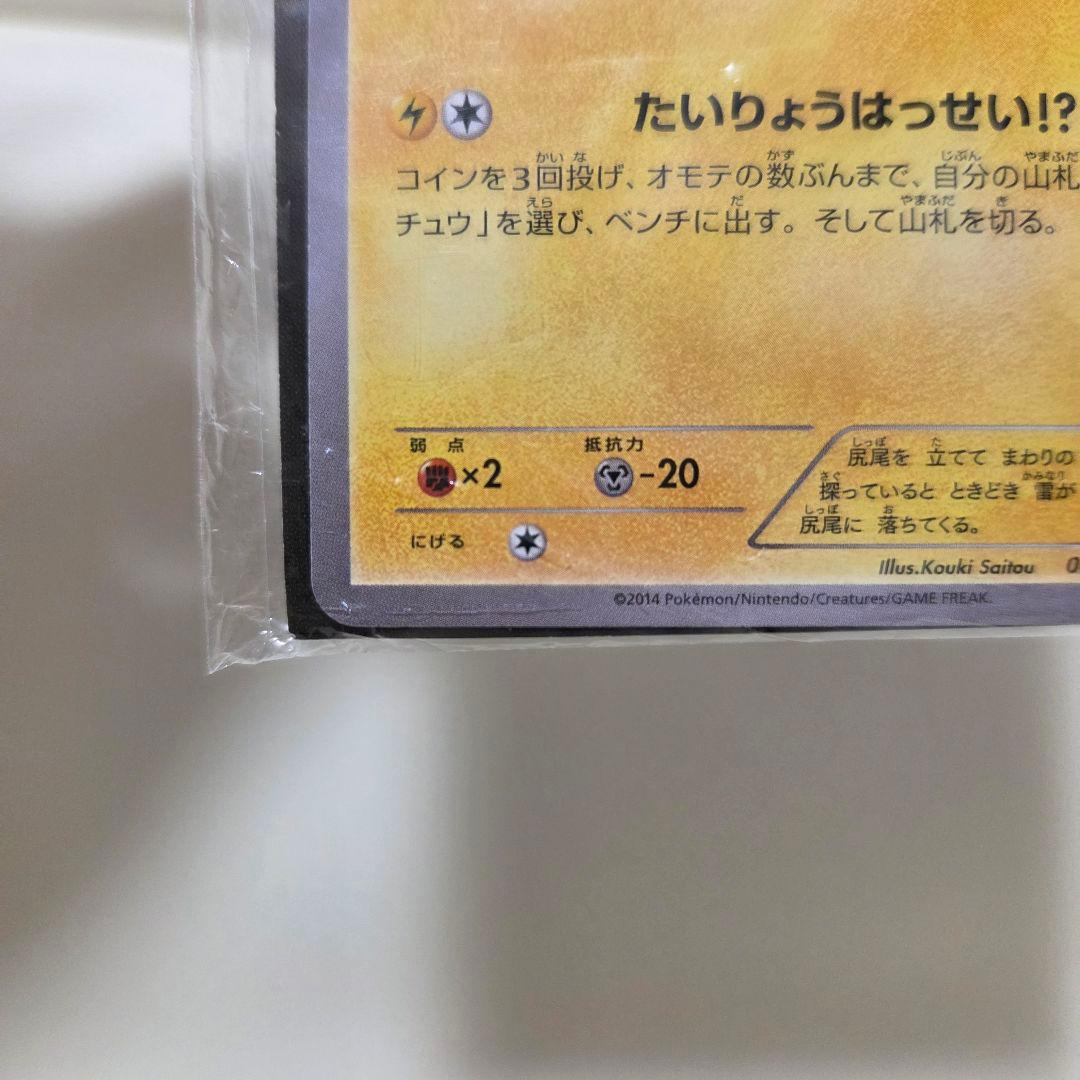 たいりょうはっせい!?
コインを3回投げ、オモテの数ぶんまで、自分の山札
チュウ」を選び、ベンチに出す。そして山札を切る。
弱点 抵抗力
×2 -20
にげる
尻尾を 立てて まわりの
探っていると ときどき 雷が
尻尾に 落ちてくる。
Illus.Kouki Saitou 0
©2014 Pokémon/Nintendo/Creatures/GAME FREAK.